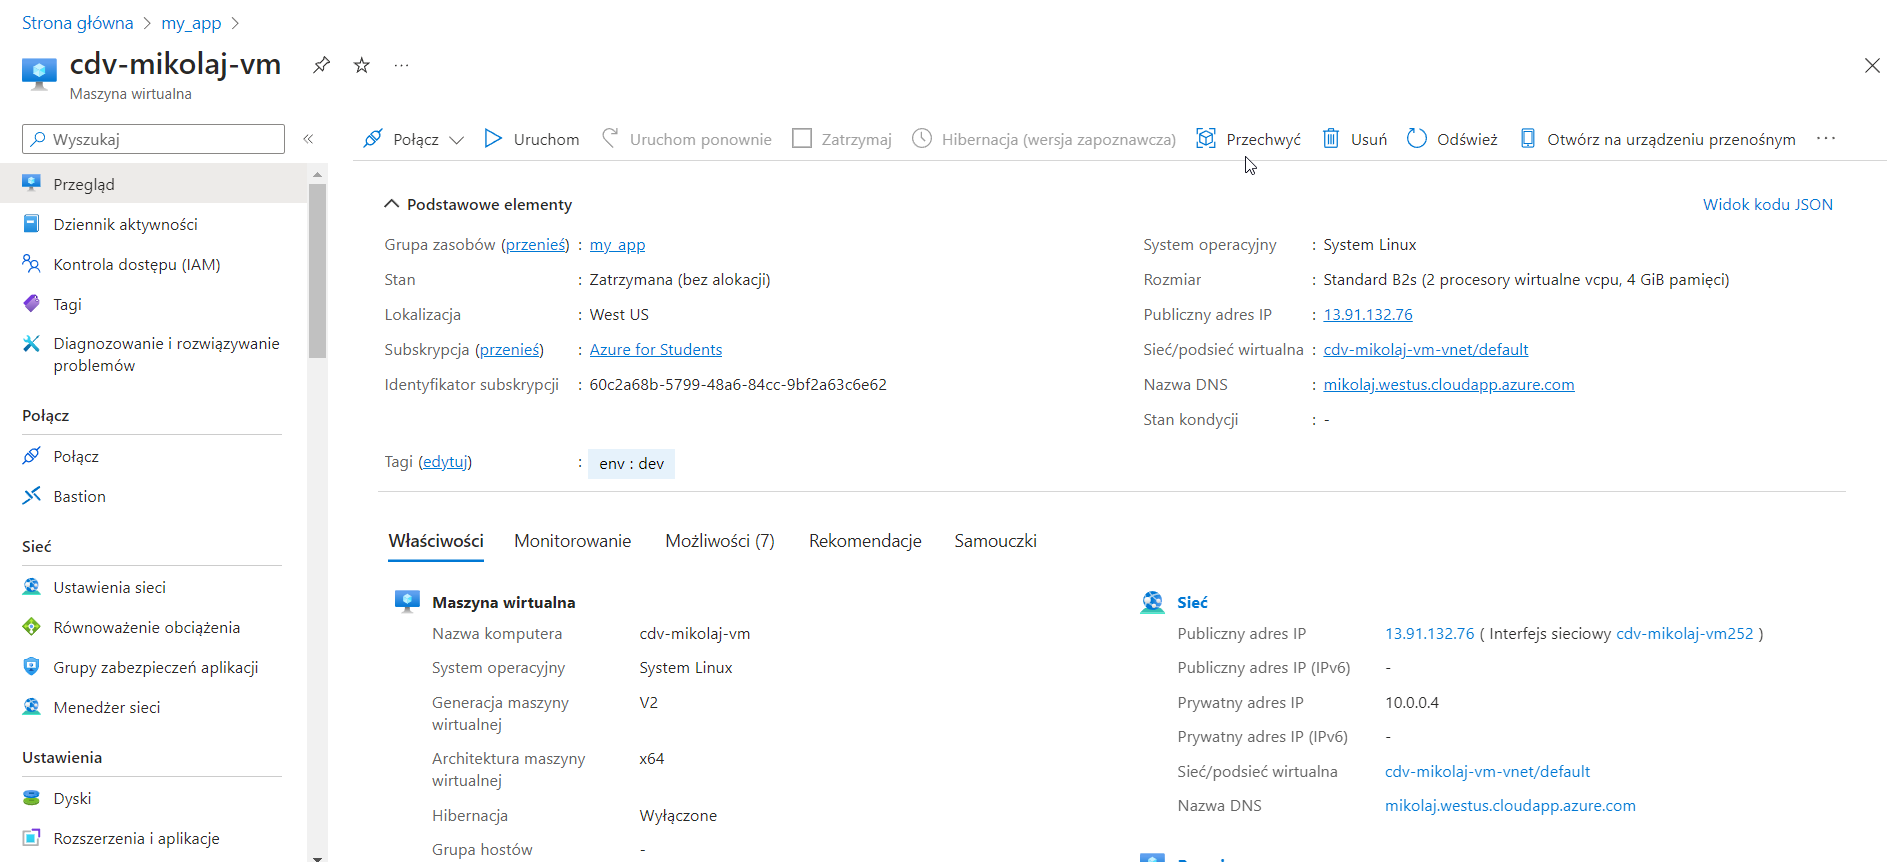 Strona główna > my_app >
cdv-mikolaj-vm
Maszyna wirtualna
Wyszukaj
Połącz
Uruchom
Uruchom ponownie
Zatrzymaj
Hibernacja (wersja zapoznawcza)
Przechwyć
Usuń
Odśwież
Otwórz na urządzeniu przenośnym
Przegląd
Dziennik aktywności
Kontrola dostępu (IAM)
Tagi
Diagnozowanie i rozwiązywanie
problemów
Połącz
Połącz
Bastion
Sieć
Ustawienia sieci
Równoważenie obciążenia
Grupy zabezpieczeń aplikacji
Menedżer sieci
Ustawienia
Dyski
Rozszerzenia i aplikacje
Podstawowe elementy
Widok kodu JSON
Grupa zasobów (przenieś) : my_app
Stan : Zatrzymana (bez alokacji)
Lokalizacja : West US
Subskrypcja (przenieś) : Azure for Students
Identyfikator subskrypcji : 60c2a68b-5799-48a6-84cc-9bf2a63c6e62
System operacyjny : System Linux
Rozmiar : Standard B2s (2 procesory wirtualne vcpu, 4 GiB pamięci)
Publiczny adres IP : 13.91.132.76
Sieć/podsieć wirtualna : cdv-mikolaj-vm-vnet/default
Nazwa DNS : mikolaj.westus.cloudapp.azure.com
Stan kondycji : -
Tagi (edytuj) : env : dev
Właściwości
Monitorowanie
Możliwości (7)
Rekomendacje
Samouczki
Maszyna wirtualna
Nazwa komputera cdv-mikolaj-vm
System operacyjny System Linux
Generacja maszyny V2
wirtualnej
Architektura maszyny x64
wirtualnej
Hibernacja Wyłączone
Grupa hostów -
Sieć
Publiczny adres IP 13.91.132.76 ( Interfejs sieciowy cdv-mikolaj-vm252 )
Publiczny adres IP (IPv6) -
Prywatny adres IP 10.0.0.4
Prywatny adres IP (IPv6) -
Sieć/podsieć wirtualna cdv-mikolaj-vm-vnet/default
Nazwa DNS mikolaj.westus.cloudapp.azure.com